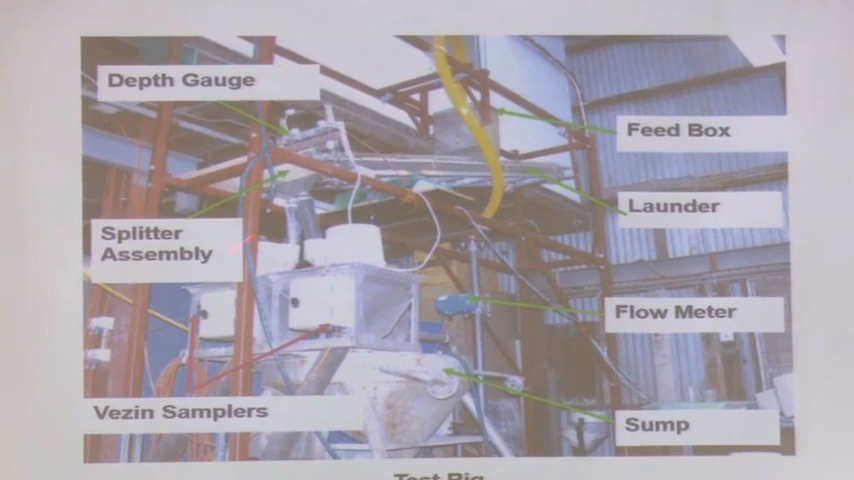 Depth Gauge
Feed Box
Launder
Splitter
Assembly
Flow Meter
Vezin Samplers
Sump
Test Rig